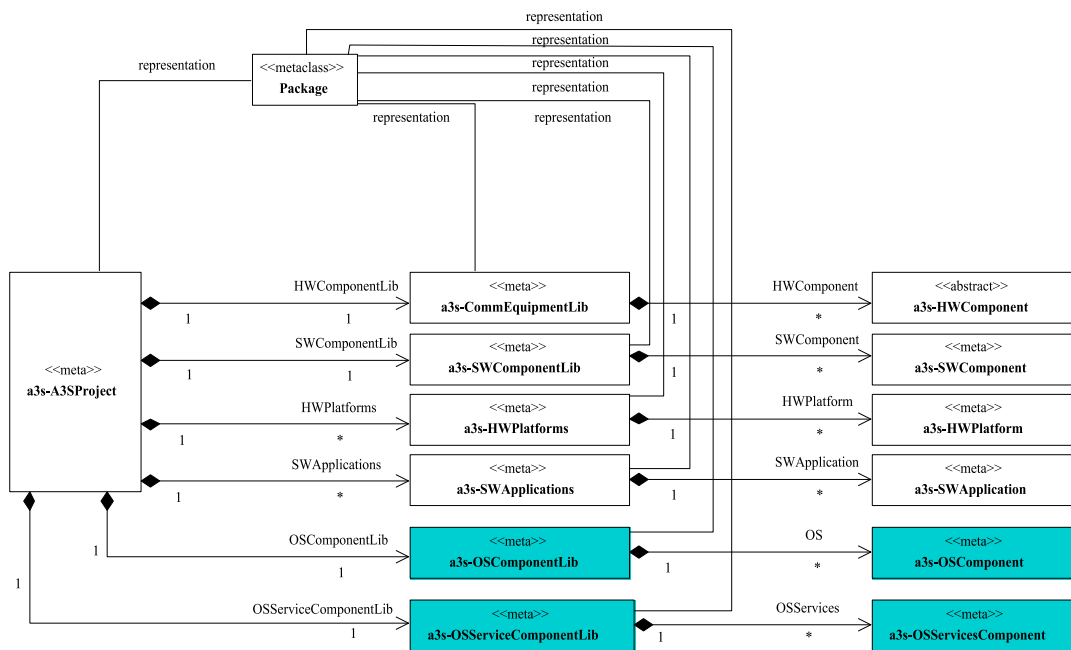 representation
representation
<<metaclass>>
Package
representation
representation
representation
representation
representation
<<meta>>
a3s-A3SProject
HWComponentLib
1
1
<<meta>>
a3s-CommEquipmentLib
HWComponent
1
*
<<abstract>>
a3s-HWComponent
SWComponentLib
1
1
<<meta>>
a3s-SWComponentLib
SWComponent
1
*
<<meta>>
a3s-SWComponent
HWPlatforms
1
*
<<meta>>
a3s-HWPlatforms
HWPlatform
1
*
<<meta>>
a3s-HWPlatform
SWApplications
1
*
<<meta>>
a3s-SWApplications
SWApplication
1
*
<<meta>>
a3s-SWApplication
OSComponentLib
1
1
<<meta>>
a3s-OSComponentLib
OS
1
*
<<meta>>
a3s-OSComponent
OSServiceComponentLib
1
1
<<meta>>
a3s-OSServiceComponentLib
OSServices
1
*
<<meta>>
a3s-OSServicesComponent